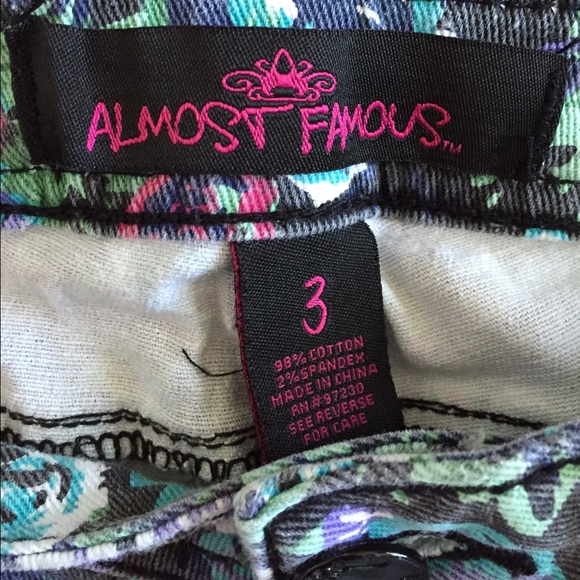 ALMOST FAMOUS™
3
98% COTTON
2% SPANDEX
MADE IN CHINA
RN #97230
SEE REVERSE
FOR CARE